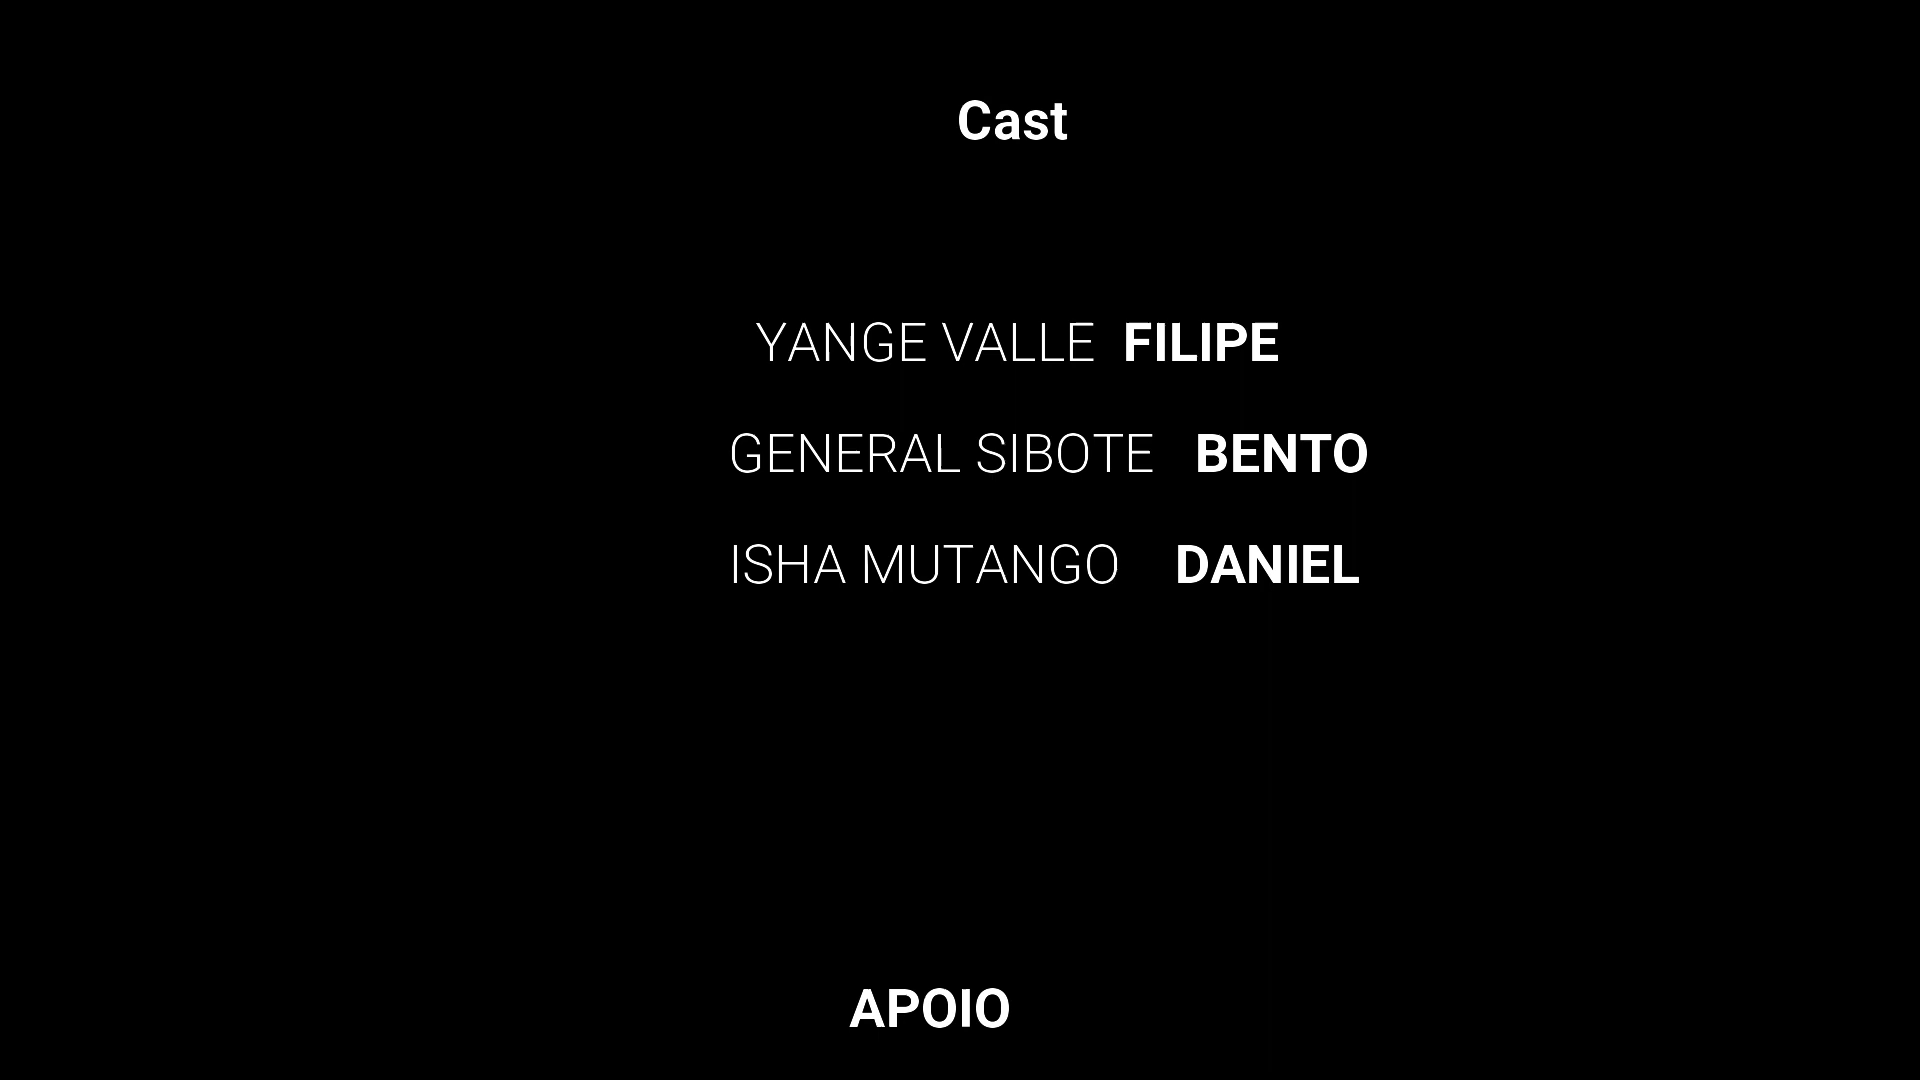 Cast
YANGE VALLE FILIPE
GENERAL SIBOTE BENTO
ISHA MUTANGO DANIEL
APOIO